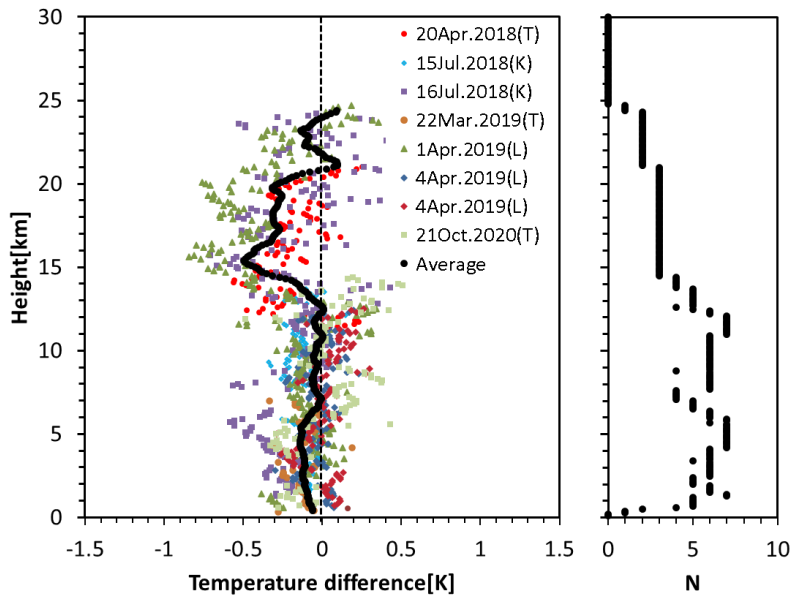 30
25
20
15
10
5
0
Height[km]
-1.5
-1
-0.5
0
0.5
1
1.5
Temperature difference[K]
20Apr.2018(T)
15Jul.2018(K)
16Jul.2018(K)
22Mar.2019(T)
1Apr.2019(L)
4Apr.2019(L)
4Apr.2019(L)
21Oct.2020(T)
Average
0
5
10
N